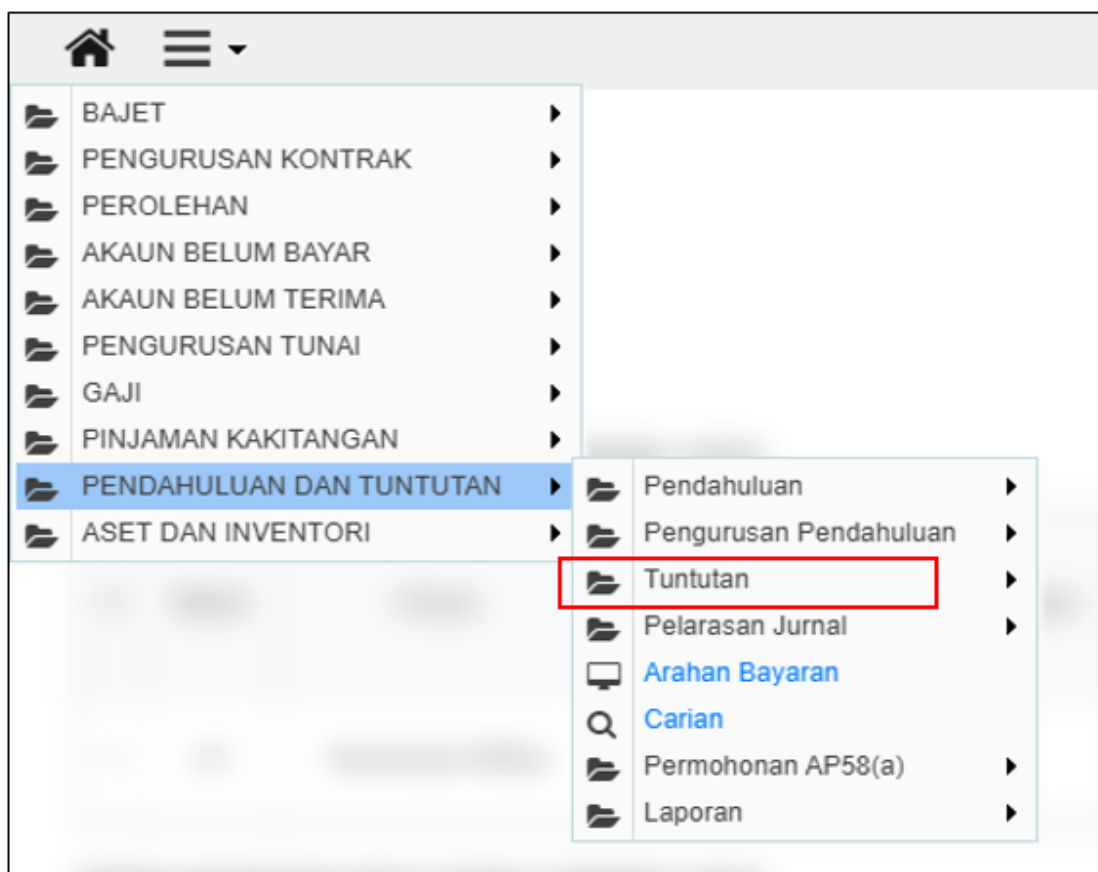 BAJET
PENGURUSAN KONTRAK
PEROLEHAN
AKAUN BELUM BAYAR
AKAUN BELUM TERIMA
PENGURUSAN TUNAI
GAJI
PINJAMAN KAKITANGAN
PENDAHULUAN DAN TUNTUTAN
ASET DAN INVENTORI
Pendahuluan
Pengurusan Pendahuluan
Tuntutan
Pelarasan Jurnal
Arahan Bayaran
Carian
Permohonan AP58(a)
Laporan